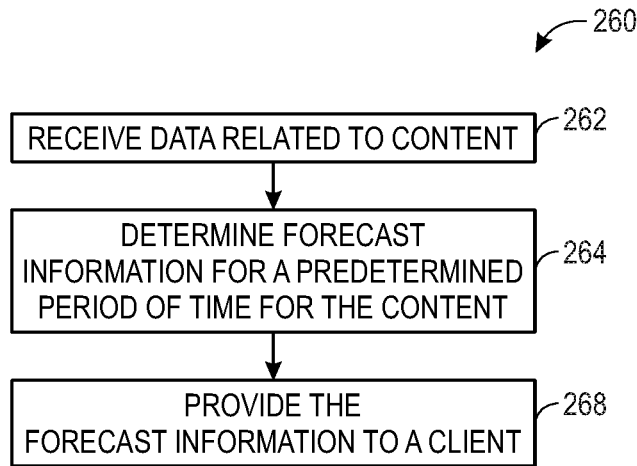 260
RECEIVE DATA RELATED TO CONTENT
262
DETERMINE FORECAST
INFORMATION FOR A PREDETERMINED
PERIOD OF TIME FOR THE CONTENT
264
PROVIDE THE
FORECAST INFORMATION TO A CLIENT
268